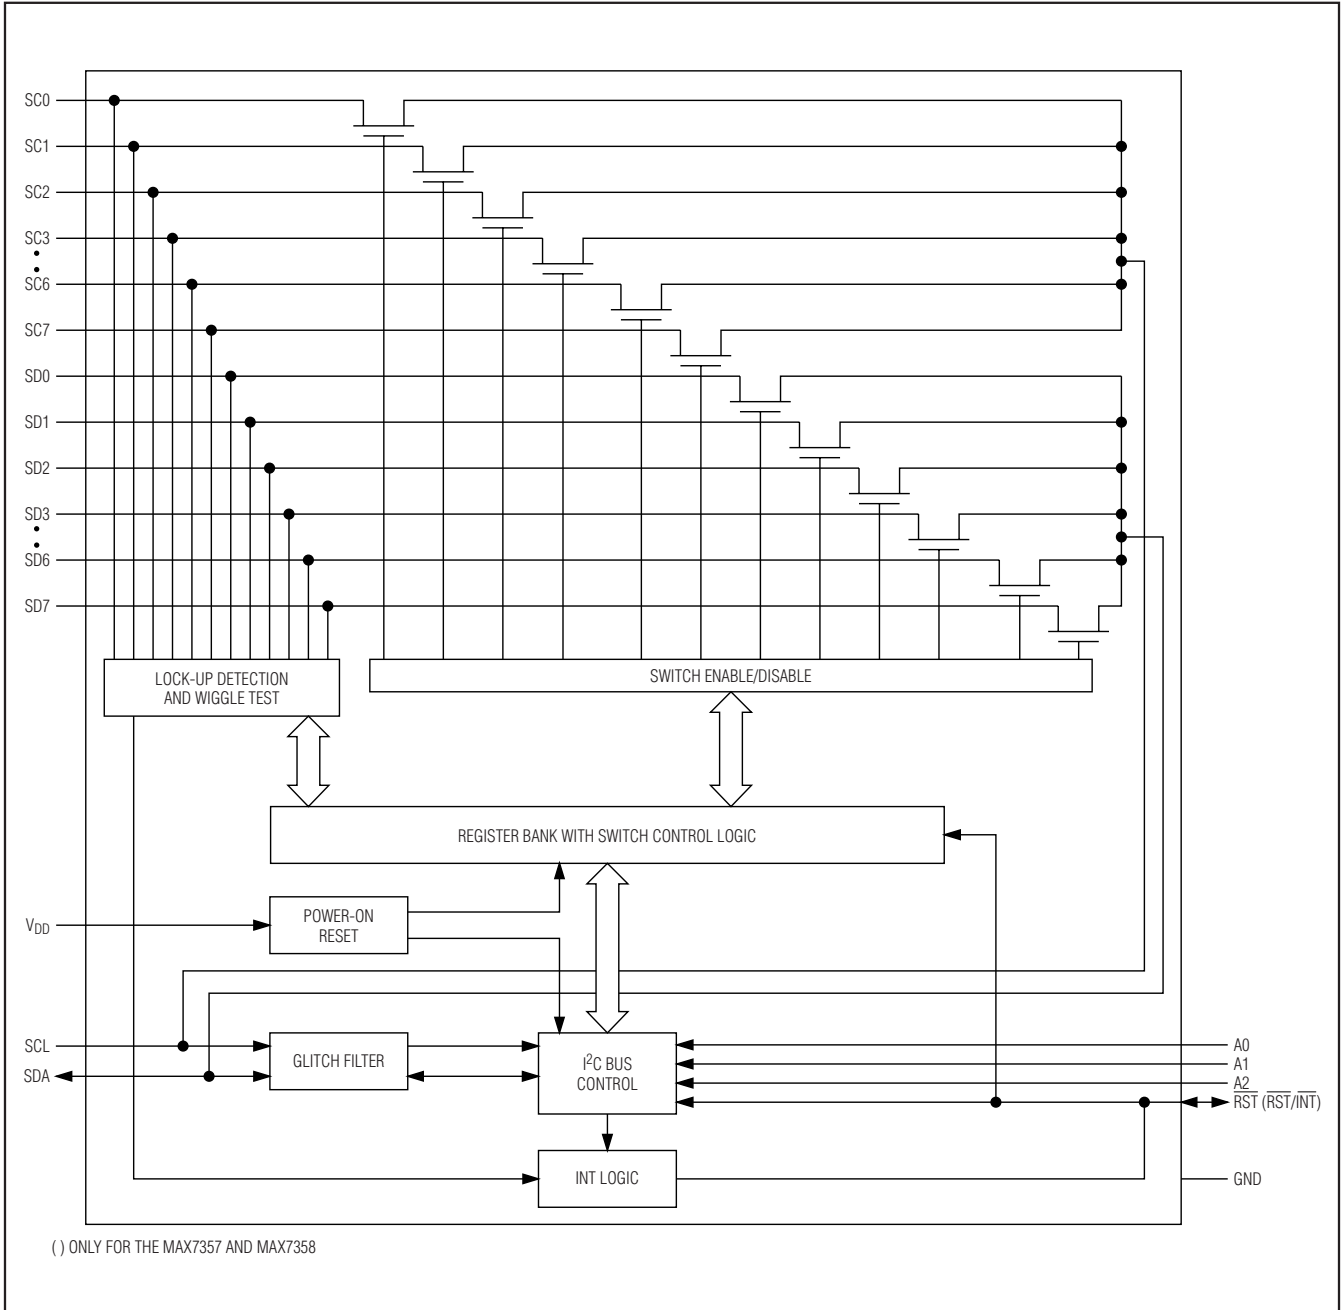 SC0
SC1
SC2
SC3
SC6
SC7
SD0
SD1
SD2
SD3
SD6
SD7
LOCK-UP DETECTION
AND WIGGLE TEST
SWITCH ENABLE/DISABLE
REGISTER BANK WITH SWITCH CONTROL LOGIC
VDD
POWER-ON
RESET
SCL
SDA
GLITCH FILTER
I²C BUS
CONTROL
A0
A1
A2
RST (RST/INT)
INT LOGIC
GND
( ) ONLY FOR THE MAX7357 AND MAX7358